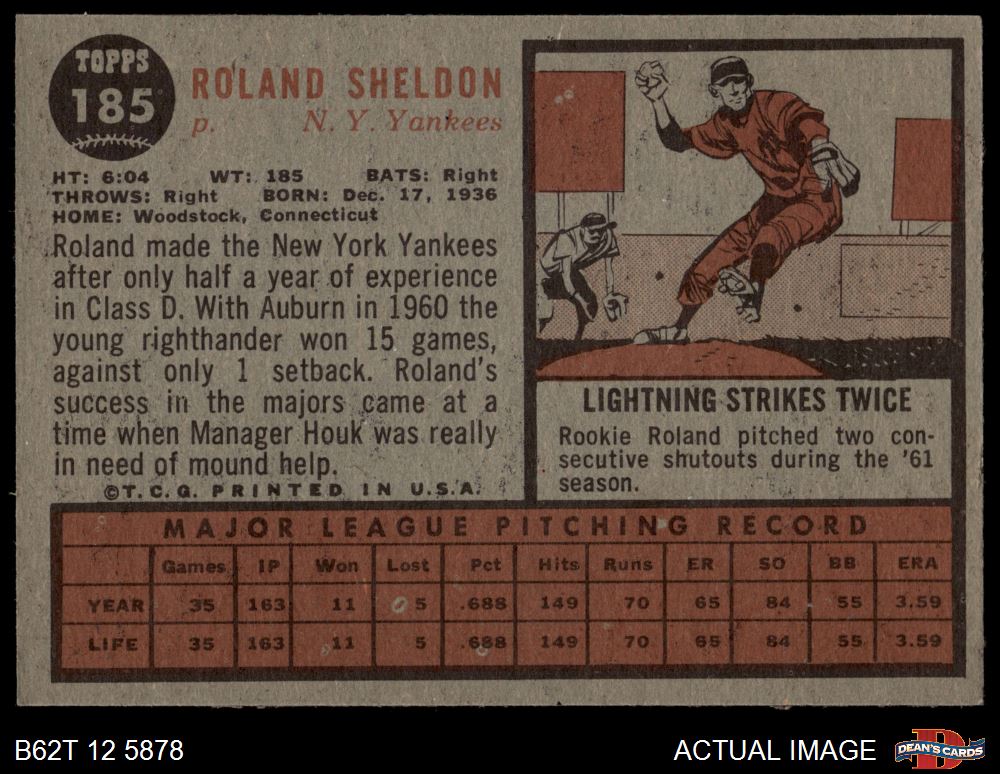 TOPPS
185
ROLAND SHELDON
p. N. Y. Yankees
HT: 6:04 WT: 185 BATS: Right
THROWS: Right BORN: Dec. 17, 1936
HOME: Woodstock, Connecticut
Roland made the New York Yankees
after only half a year of experience
in Class D. With Auburn in 1960 the
young righthander won 15 games,
against only 1 setback. Roland's
success in the majors came at a
time when Manager Houk was really
in need of mound help.
©T.C.G. PRINTED IN U.S.A.
LIGHTNING STRIKES TWICE
Rookie Roland pitched two con-
secutive shutouts during the '61
season.
MAJOR LEAGUE PITCHING RECORD
Games IP Won Lost Pct Hits Runs ER SO BB ERA
YEAR 35 163 11 5 .688 149 70 65 84 55 3.59
LIFE 35 163 11 5 .688 149 70 65 84 55 3.59
B62T 12 5878
ACTUAL IMAGE
D
DEAN'S CARDS